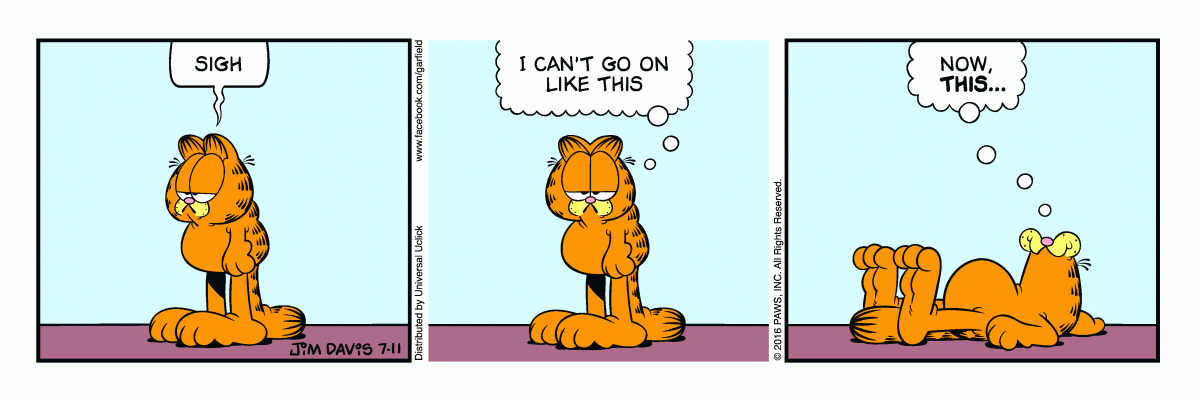 SIGH
JIM DAVIS 7-11
www.facebook.com/garfield
Distributed by Universal Uclick
I CAN'T GO ON
LIKE THIS
© 2016 PAWS, INC. All Rights Reserved.
NOW,
THIS...